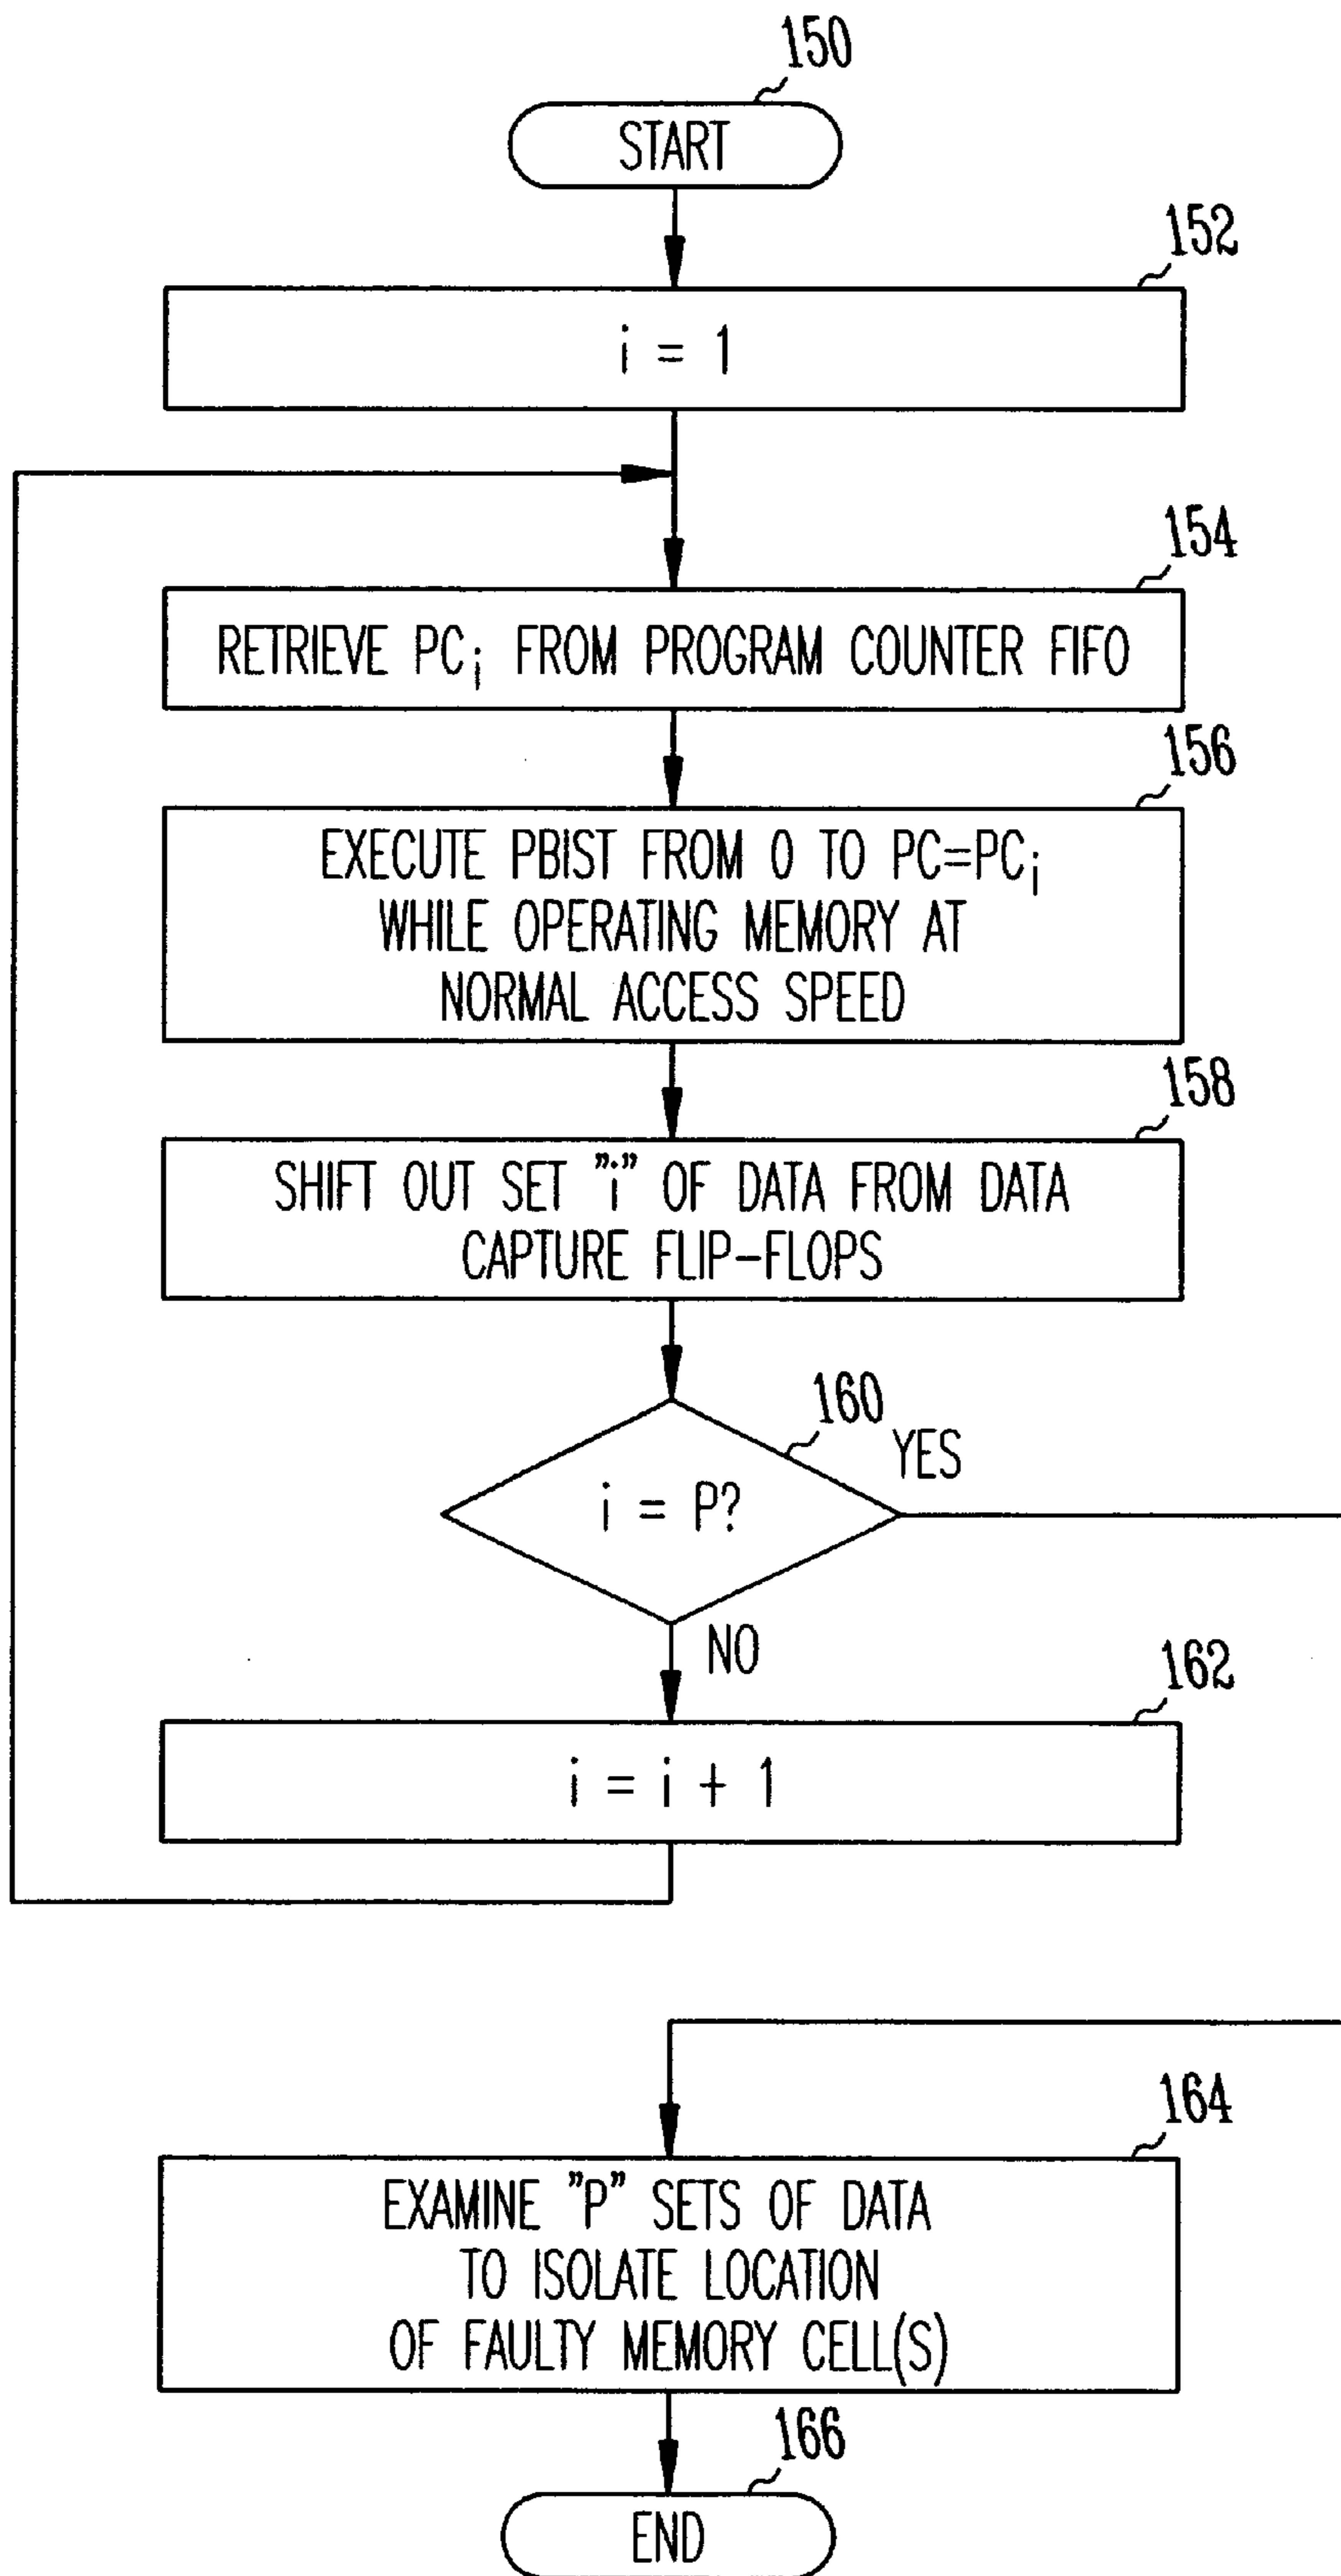 150
START
152
i = 1
154
RETRIEVE PCi FROM PROGRAM COUNTER FIFO
156
EXECUTE PBIST FROM 0 TO PC=PCi
WHILE OPERATING MEMORY AT
NORMAL ACCESS SPEED
158
SHIFT OUT SET "i" OF DATA FROM DATA
CAPTURE FLIP-FLOPS
160
YES
i = P?
NO
162
i = i + 1
164
EXAMINE "P" SETS OF DATA
TO ISOLATE LOCATION
OF FAULTY MEMORY CELL(S)
166
END